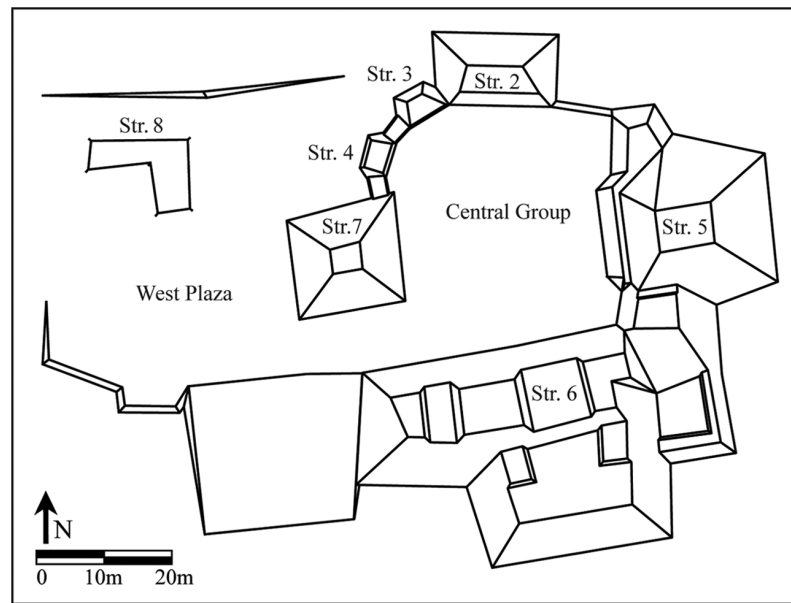 Str. 3
Str. 2
Str. 8
Str. 4
Central Group
Str.7
Str. 5
West Plaza
Str. 6
N
0 10m 20m